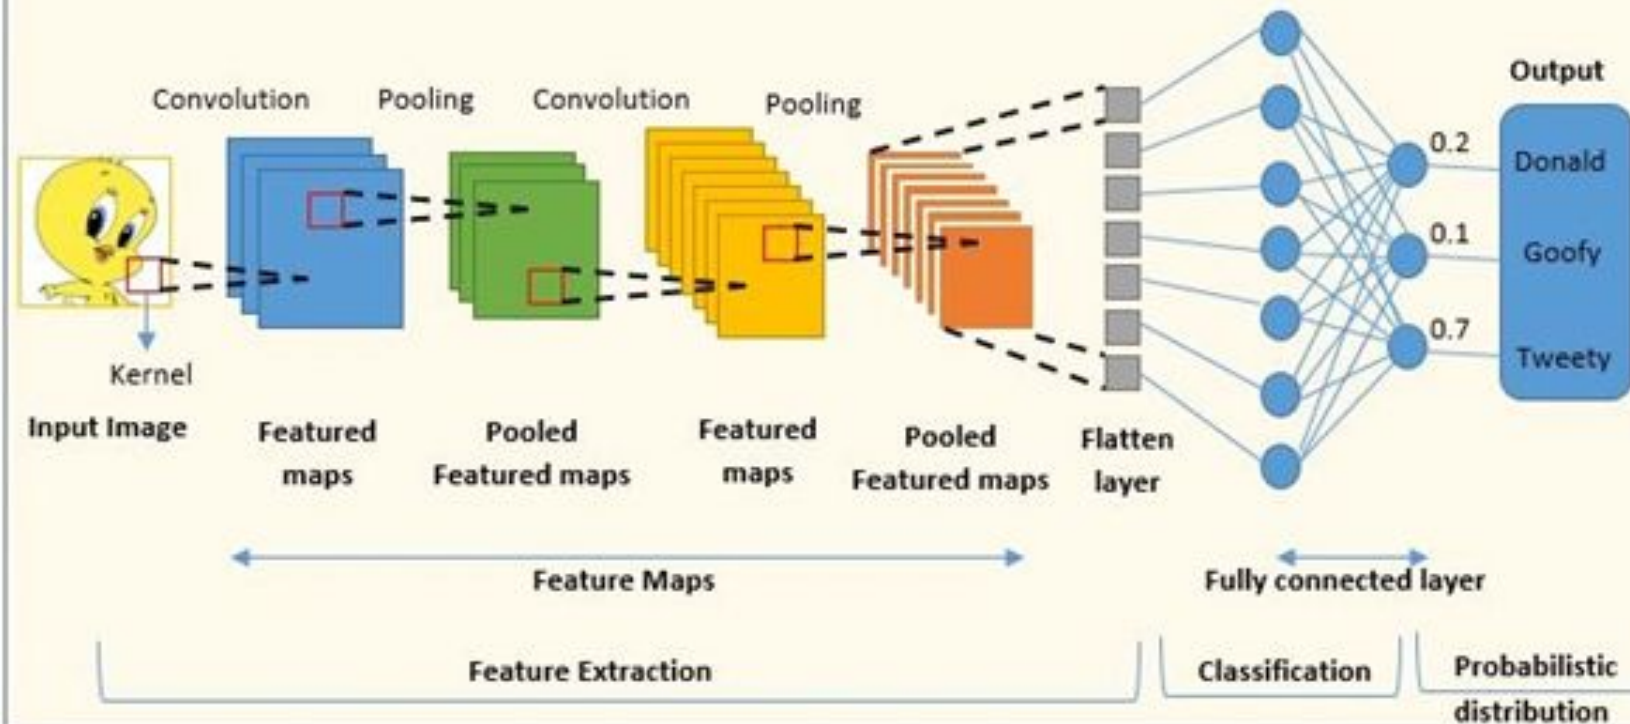 Convolution
Pooling
Convolution
Pooling
Output
0.2
Donald
0.1
Goofy
0.7
Tweety
Kernel
Input Image
Featured
maps
Pooled
Featured maps
Featured
maps
Pooled
Featured maps
Flatten
layer
Feature Maps
Fully connected layer
Feature Extraction
Classification
Probabilistic
distribution